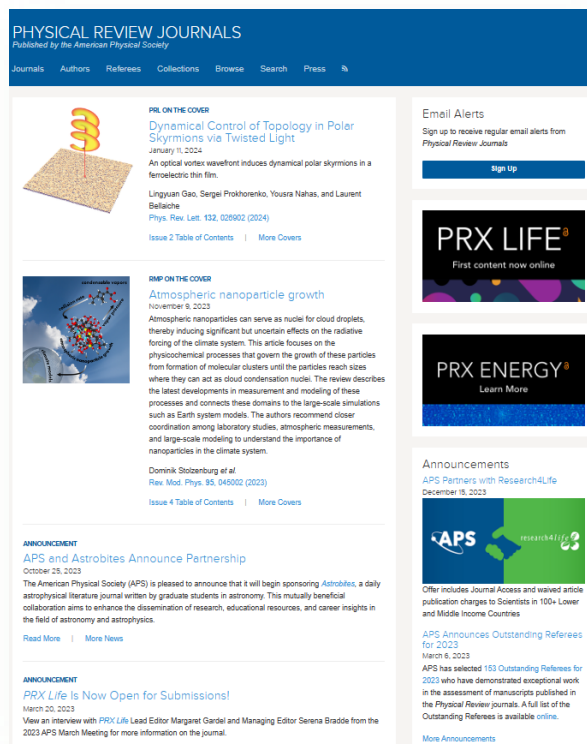 PHYSICAL REVIEW JOURNALS
Published by the American Physical Society
Journals Authors Referees Collections Browse Search Press
PRL ON THE COVER
Dynamical Control of Topology in Polar
Skyrmions via Twisted Light
January 11, 2024
An optical vortex wavefront induces dynamical polar skyrmions in a
ferroelectric thin film.
Lingyuan Gao, Sergei Prokhorenko, Yousra Nahas, and Laurent
Bellaiche
Phys. Rev. Lett. 132, 026902 (2024)
Issue 2 Table of Contents | More Covers
condensable vapors
RMP ON THE COVER
Atmospheric nanoparticle growth
November 9, 2023
Atmospheric nanoparticles can serve as nuclei for cloud droplets,
thereby inducing significant but uncertain effects on the radiative
forcing of the climate system. This article focuses on the
physicochemical processes that govern the growth of these particles
from formation of molecular clusters until the particles reach sizes
where they can act as cloud condensation nuclei. The review describes
the latest developments in measurement and modeling of these
processes and connects these domains to the large-scale simulations
such as Earth system models. The authors recommend closer
coordination among laboratory studies, atmospheric measurements,
and large-scale modeling to understand the importance of
nanoparticles in the climate system.
Dominik Stolzenburg et al.
Rev. Mod. Phys. 95, 045002 (2023)
Issue 4 Table of Contents | More Covers
ANNOUNCEMENT
APS and Astrobites Announce Partnership
October 25, 2023
The American Physical Society (APS) is pleased to announce that it will begin sponsoring Astrobites, a daily
astrophysical literature journal written by graduate students in astronomy. This mutually beneficial
collaboration aims to enhance the dissemination of research, educational resources, and career insights in
the field of astronomy and astrophysics.
Read More | More News
ANNOUNCEMENT
PRX Life Is Now Open for Submissions!
March 20, 2023
View an interview with PRX Life Lead Editor Margaret Gardel and Managing Editor Serena Bradde from the
2023 APS March Meeting for more information on the journal.
Email Alerts
Sign up to receive regular email alerts from
Physical Review Journals
Sign Up
PRX LIFE
First content now online
PRX ENERGY
Learn More
Announcements
APS Partners with Research4Life
December 15, 2023
APS
research4life
Offer includes Journal Access and waived article
publication charges to Scientists in 100+ Lower
and Middle Income Countries
APS Announces Outstanding Referees
for 2023
March 6, 2023
APS has selected 153 Outstanding Referees for
2023 who have demonstrated exceptional work
in the assessment of manuscripts published in
the Physical Review journals. A full list of the
Outstanding Referees is available online.
More Announcements